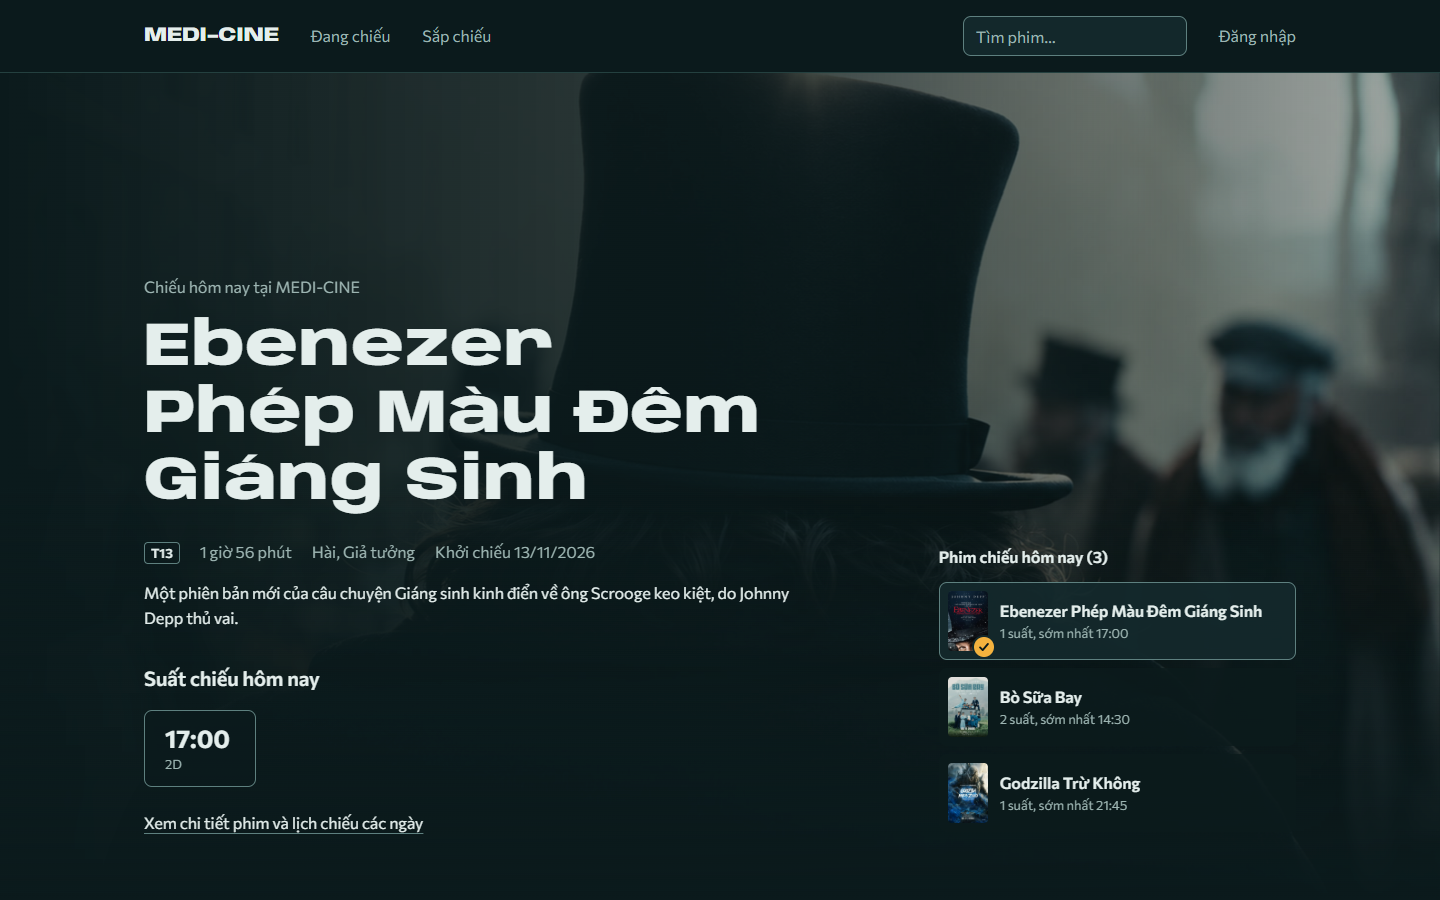 MEDI-CINE
Đang chiếu
Sắp chiếu
Tìm phim...
Đăng nhập
Chiếu hôm nay tại MEDI-CINE
Ebenezer
Phép Màu Đêm
Giáng Sinh
T13 1 giờ 56 phút Hài, Giả tưởng Khởi chiếu 13/11/2026
Một phiên bản mới của câu chuyện Giáng sinh kinh điển về ông Scrooge keo kiệt, do Johnny
Depp thủ vai.
Suất chiếu hôm nay
17:00
2D
Xem chi tiết phim và lịch chiếu các ngày
Phim chiếu hôm nay (3)
Ebenezer Phép Màu Đêm Giáng Sinh
1 suất, sớm nhất 17:00
Bò Sữa Bay
2 suất, sớm nhất 14:30
Godzilla Trừ Không
1 suất, sớm nhất 21:45